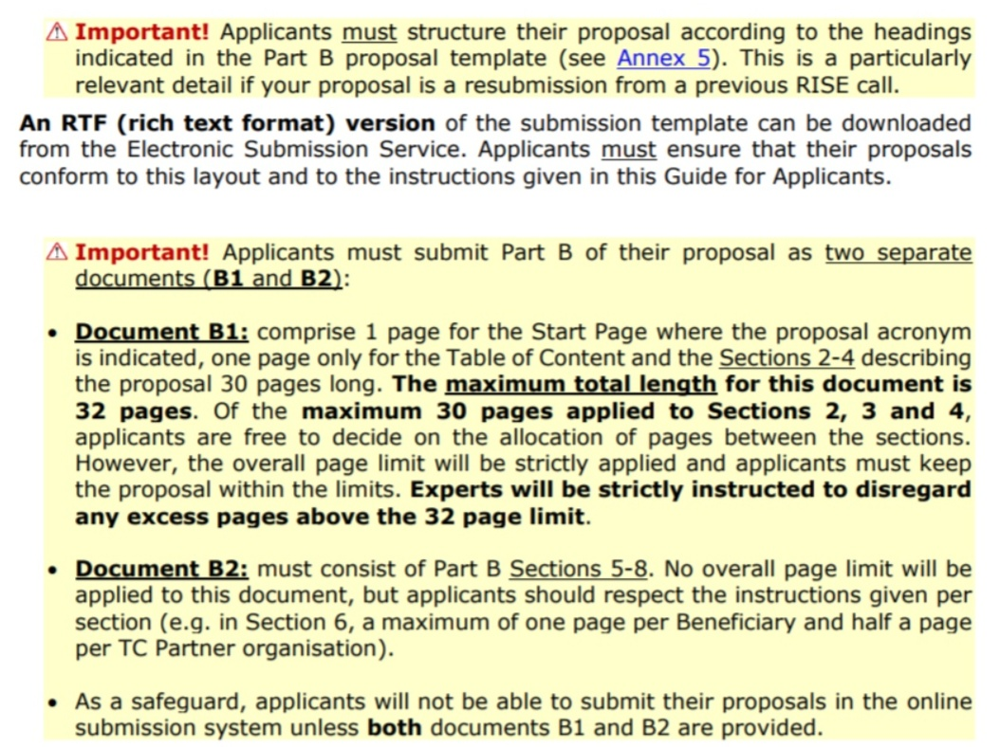 ⚠ Important! Applicants must structure their proposal according to the headings
indicated in the Part B proposal template (see Annex 5). This is a particularly
relevant detail if your proposal is a resubmission from a previous RISE call.
An RTF (rich text format) version of the submission template can be downloaded
from the Electronic Submission Service. Applicants must ensure that their proposals
conform to this layout and to the instructions given in this Guide for Applicants.
⚠ Important! Applicants must submit Part B of their proposal as two separate
documents (B1 and B2):
• Document B1: comprise 1 page for the Start Page where the proposal acronym
is indicated, one page only for the Table of Content and the Sections 2-4 describing
the proposal 30 pages long. The maximum total length for this document is
32 pages. Of the maximum 30 pages applied to Sections 2, 3 and 4,
applicants are free to decide on the allocation of pages between the sections.
However, the overall page limit will be strictly applied and applicants must keep
the proposal within the limits. Experts will be strictly instructed to disregard
any excess pages above the 32 page limit.
• Document B2: must consist of Part B Sections 5-8. No overall page limit will be
applied to this document, but applicants should respect the instructions given per
section (e.g. in Section 6, a maximum of one page per Beneficiary and half a page
per TC Partner organisation).
• As a safeguard, applicants will not be able to submit their proposals in the online
submission system unless both documents B1 and B2 are provided.